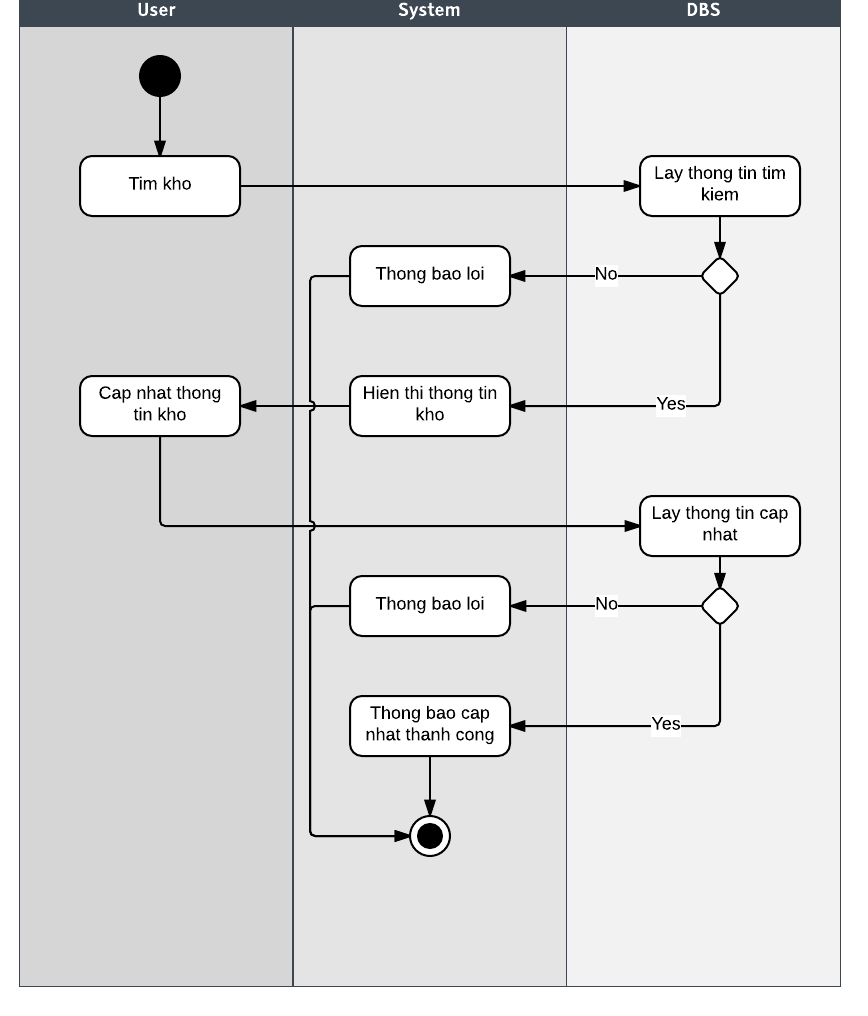 User
System
DBS
Tim kho
Lay thong tin tim
kiem
Thong bao loi
No
Cap nhat thong
tin kho
Hien thi thong tin
kho
Yes
Lay thong tin cap
nhat
Thong bao loi
No
Thong bao cap
nhat thanh cong
Yes